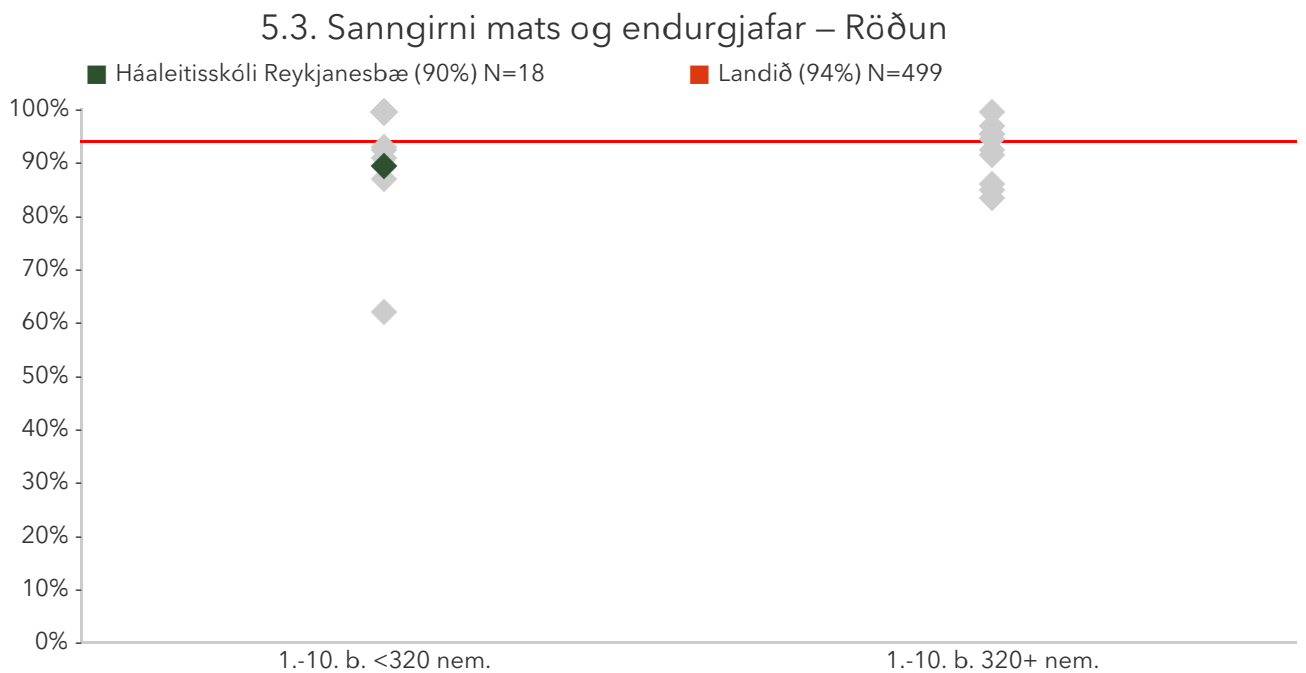 5.3. Sanngirni mats og endurgjafar – Röðun
Háaleitisskóli Reykjanesbæ (90%) N=18
Landið (94%) N=499
100%
90%
80%
70%
60%
50%
40%
30%
20%
10%
0%
1.-10. b. <320 nem.
1.-10. b. 320+ nem.